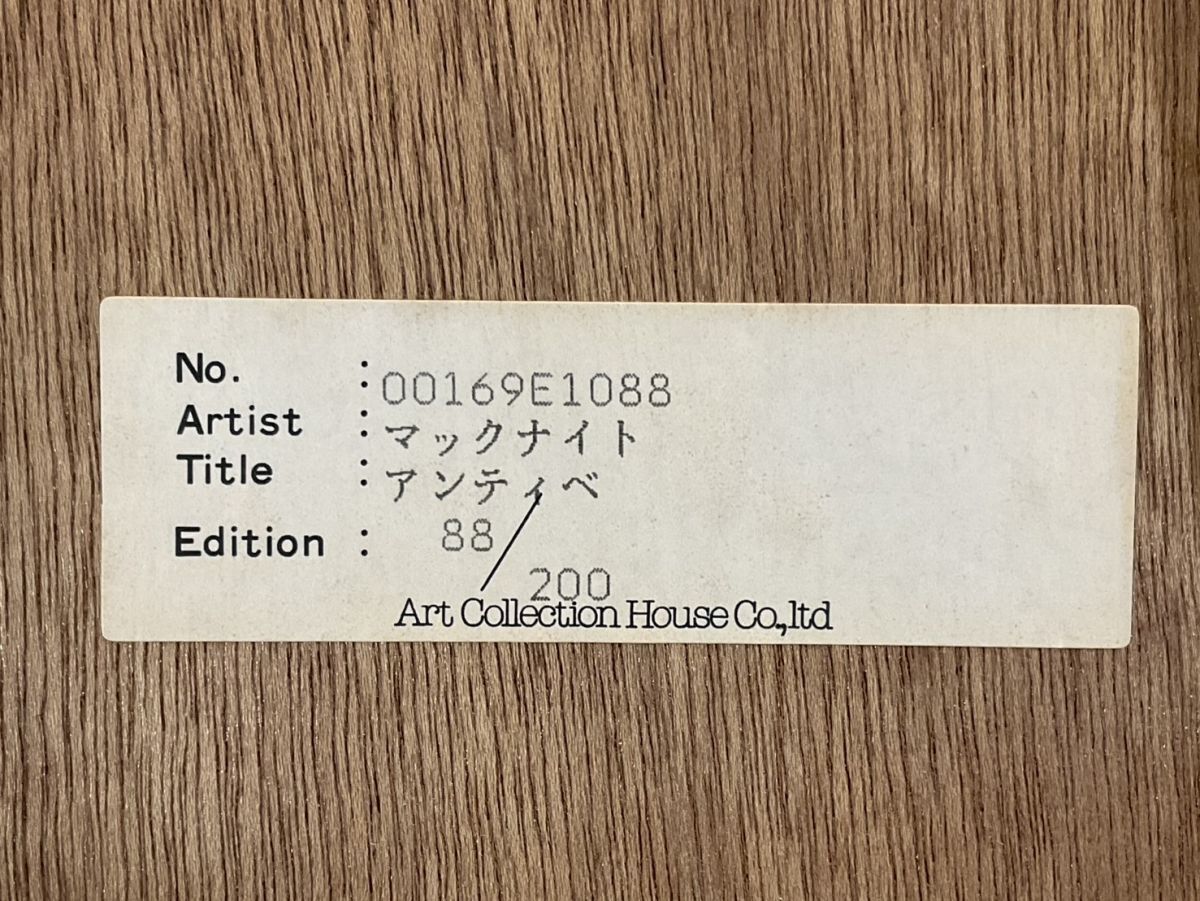 No. : 00169E1088
Artist : マックナイト
Title : アンティベ
Edition : 88 / 200
Art Collection House Co.,ltd